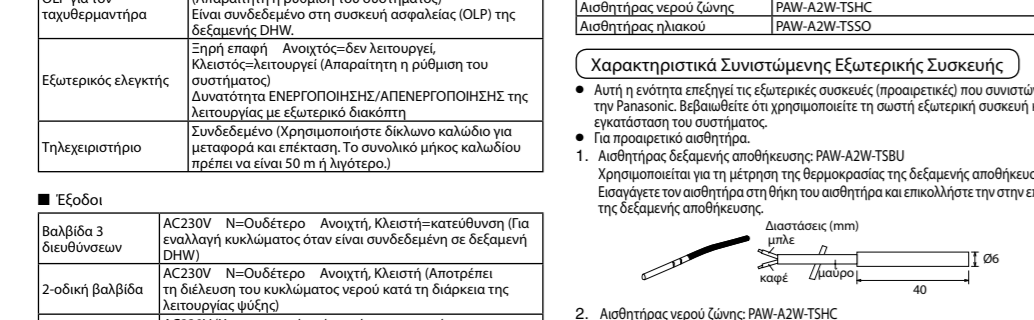 OLP για τον
ταχυθερμαντήρα
(Απαραίτητη η ρύθμιση του συστήματος)
Είναι συνδεδεμένο στη συσκευή ασφαλείας (OLP) της
δεξαμενής DHW.
Εξωτερικός ελεγκτής
Ξηρή επαφή Ανοιχτός=δεν λειτουργεί,
Κλειστός=λειτουργεί (Απαραίτητη η ρύθμιση του
συστήματος)
Δυνατότητα ΕΝΕΡΓΟΠΟΙΗΣΗΣ/ΑΠΕΝΕΡΓΟΠΟΙΗΣΗΣ της
λειτουργίας με εξωτερικό διακόπτη
Τηλεχειριστήριο
Συνδεδεμένο (Χρησιμοποιήστε δίκλωνο καλώδιο για
μεταφορά και επέκταση. Το συνολικό μήκος καλωδίου
πρέπει να είναι 50 m ή λιγότερο.)
■ Έξοδοι
Βαλβίδα 3
διευθύνσεων
AC230V N=Ουδέτερο Ανοιχτή, Κλειστή=κατεύθυνση (Για
εναλλαγή κυκλώματος όταν είναι συνδεδεμένη σε δεξαμενή
DHW)
2-οδική βαλβίδα
AC230V N=Ουδέτερο Ανοιχτή, Κλειστή (Αποτρέπει
τη διέλευση του κυκλώματος νερού κατά τη διάρκεια της
λειτουργίας ψύξης)
Αισθητήρας νερού ζώνης PAW-A2W-TSHC
Αισθητήρας ηλιακού PAW-A2W-TSSO
Χαρακτηριστικά Συνιστώμενης Εξωτερικής Συσκευής
● Αυτή η ενότητα επεξηγεί τις εξωτερικές συσκευές (προαιρετικές) που συνιστών
την Panasonic. Βεβαιωθείτε ότι χρησιμοποιείτε τη σωστή εξωτερική συσκευή κ
εγκατάσταση του συστήματος.
● Για προαιρετικό αισθητήρα.
1. Αισθητήρας δεξαμενής αποθήκευσης: PAW-A2W-TSBU
Χρησιμοποιείται για τη μέτρηση της θερμοκρασίας της δεξαμενής αποθήκευσ
Εισαγάγετε τον αισθητήρα στη θήκη του αισθητήρα και επικολλήστε την στην επ
της δεξαμενής αποθήκευσης.
Διαστάσεις (mm)
μπλε
καφέ
μαύρο
Ø6
40
2. Αισθητήρας νερού ζώνης: PAW-A2W-TSHC